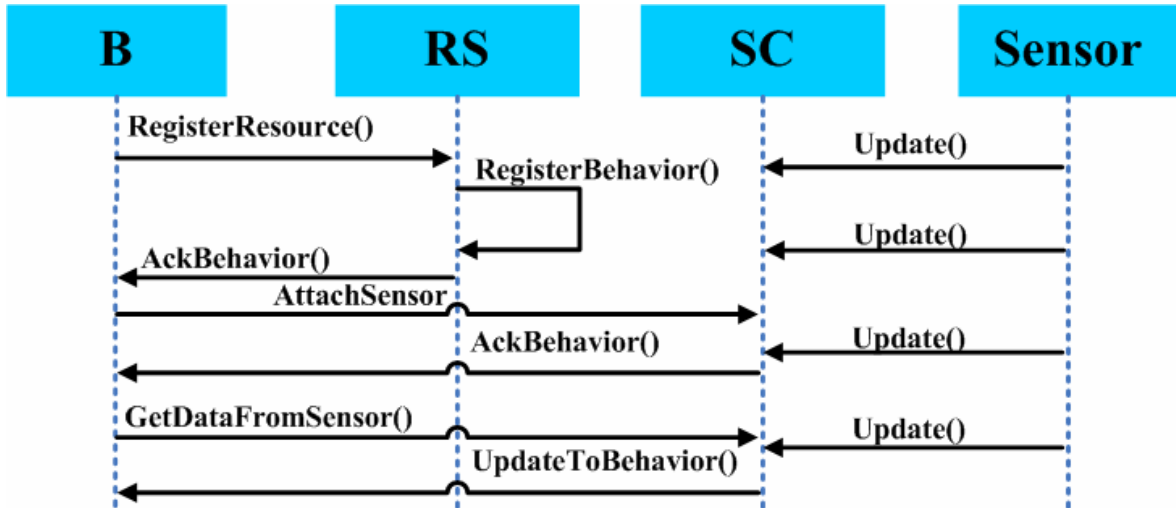 B
RS
SC
Sensor
RegisterResource()
Update()
RegisterBehavior()
Update()
AckBehavior()
AttachSensor
Update()
AckBehavior()
GetDataFromSensor()
Update()
UpdateToBehavior()